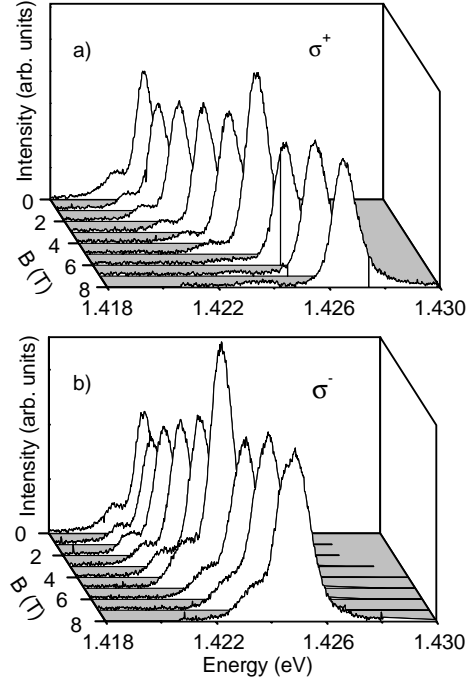 a)
σ+
Intensity (arb. units)
0
2
4
6
8
B (T)
1.418
1.422
1.426
1.430
b)
σ-
Intensity (arb. units)
0
2
4
6
8
B (T)
1.418
1.422
1.426
1.430
Energy (eV)